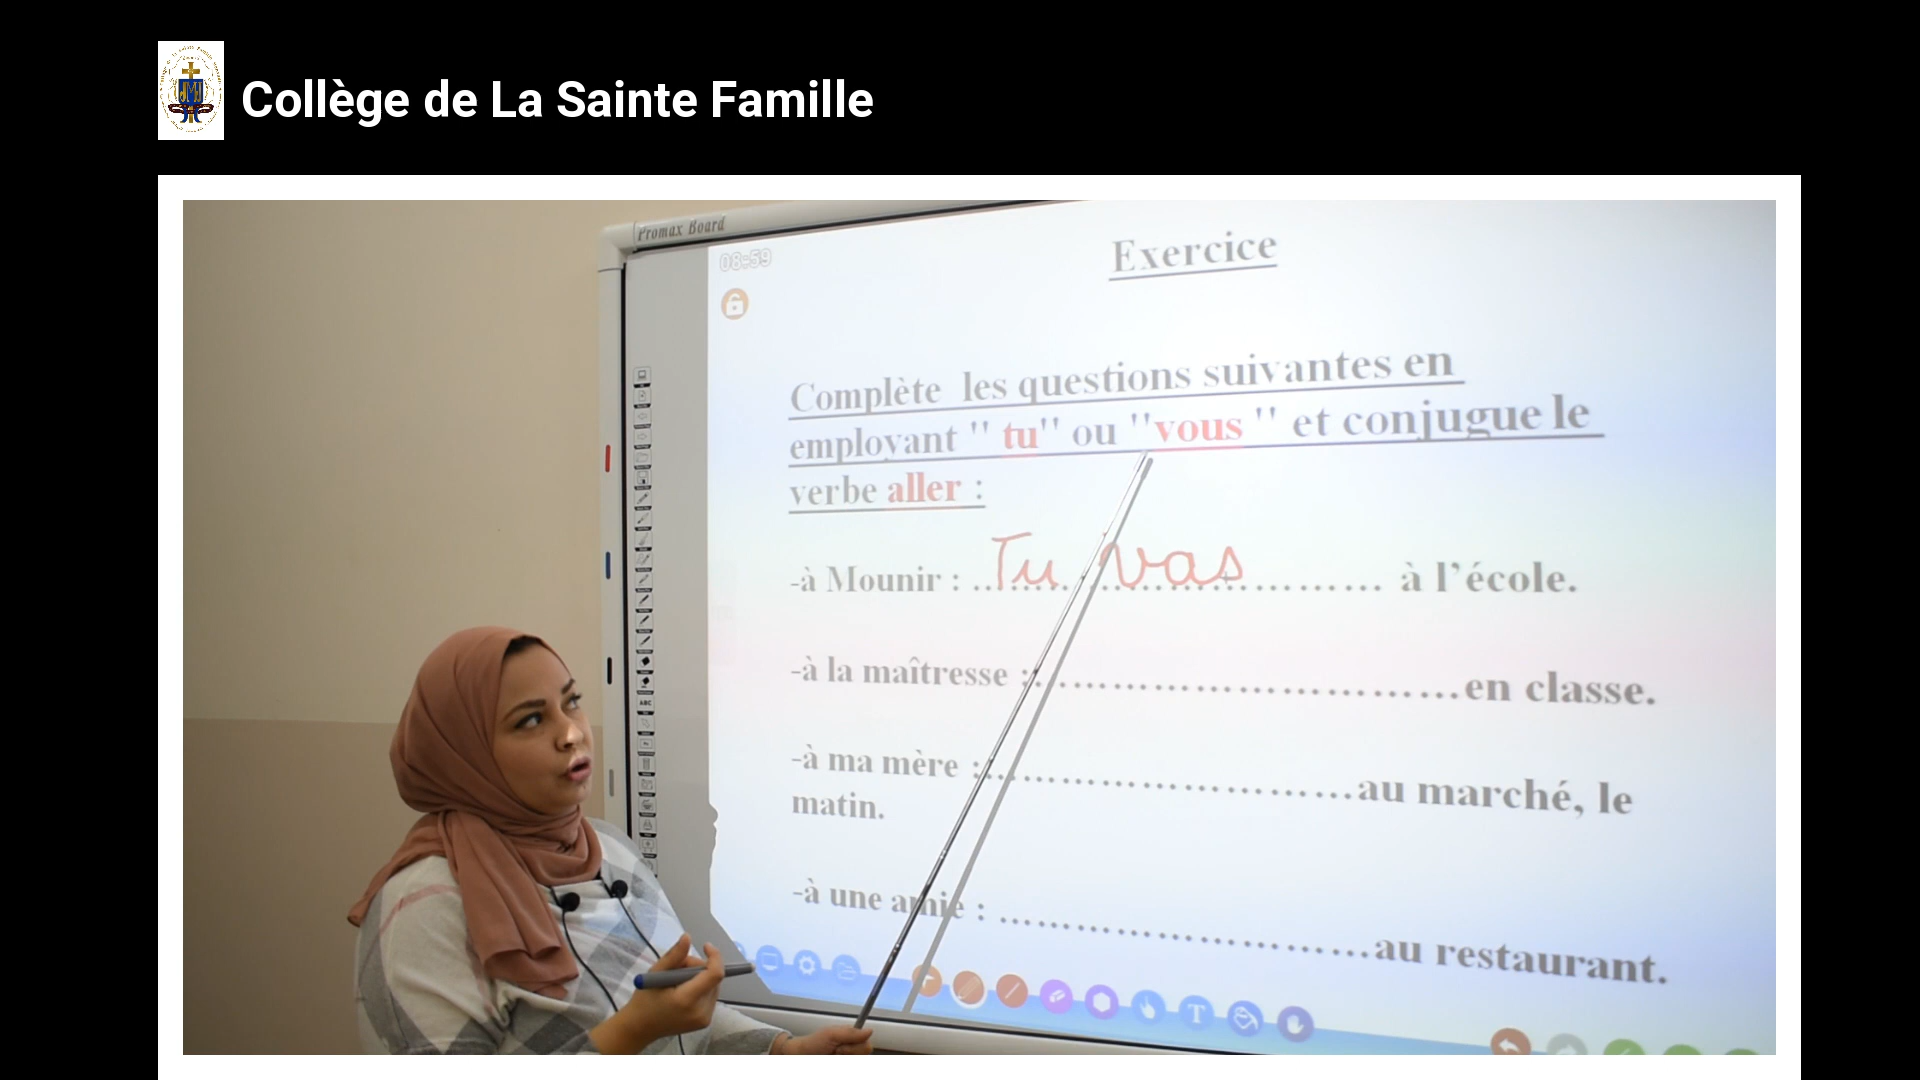 Collège de La Sainte Famille
Promax Board
08:59
Exercice
Complète les questions suivantes en
employant " tu" ou "vous " et conjugue le
verbe aller :
-à Mounir : ... Tu vas ........................ à l'école.
-à la maîtresse :................................en classe.
-à ma mère :..............................au marché, le
matin.
-à une amie : ..............................au restaurant.
ABC
T